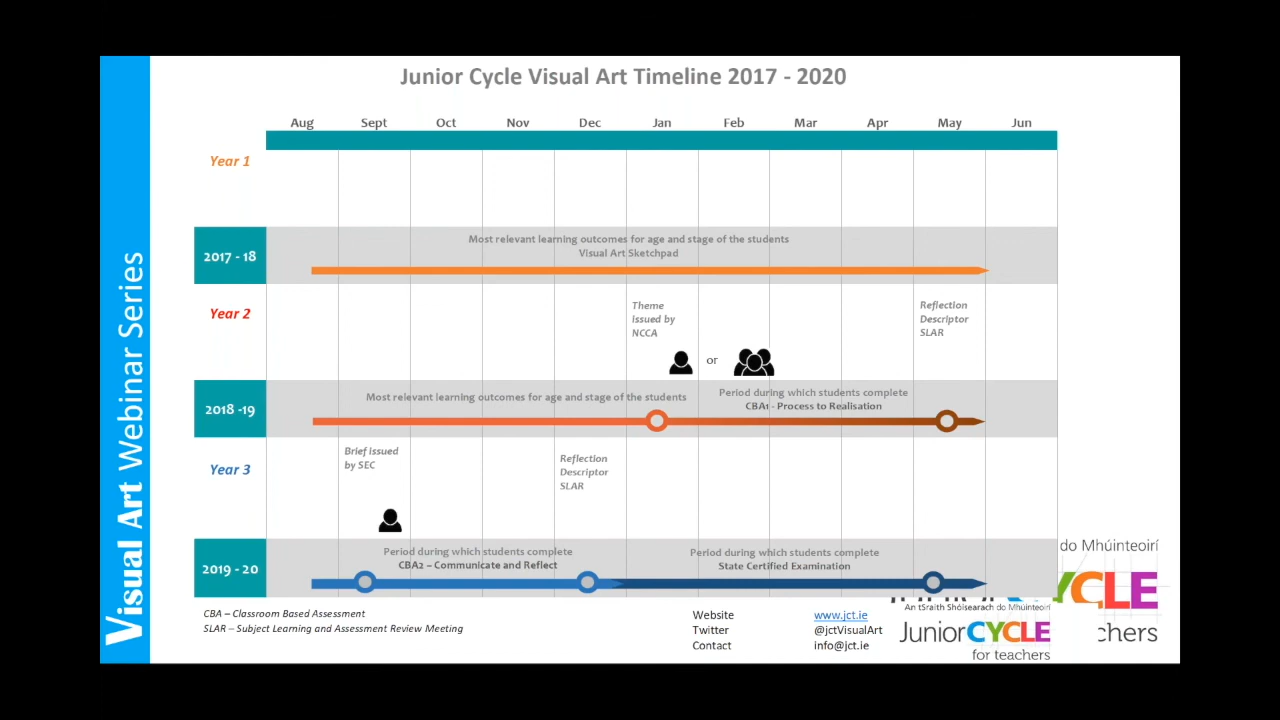 Junior Cycle Visual Art Timeline 2017 - 2020
Aug Sept Oct Nov Dec Jan Feb Mar Apr May Jun
Year 1
2017 - 18
Most relevant learning outcomes for age and stage of the students
Visual Art Sketchpad
Year 2
Theme
issued by
NCCA
or
Reflection
Descriptor
SLAR
2018 -19
Most relevant learning outcomes for age and stage of the students
Period during which students complete
CBA1 - Process to Realisation
Year 3
Brief issued
by SEC
Reflection
Descriptor
SLAR
2019 - 20
Period during which students complete
CBA2 – Communicate and Reflect
Period during which students complete
State Certified Examination
CBA – Classroom Based Assessment
SLAR – Subject Learning and Assessment Review Meeting
Website www.jct.ie
Twitter @jctVisualArt
Contact info@jct.ie
An tSraith Shóisearach do Mhúinteoirí
JuniorCYCLE
for teachers
do Mhúinteoirí
YCLE
chers
Visual Art Webinar Series